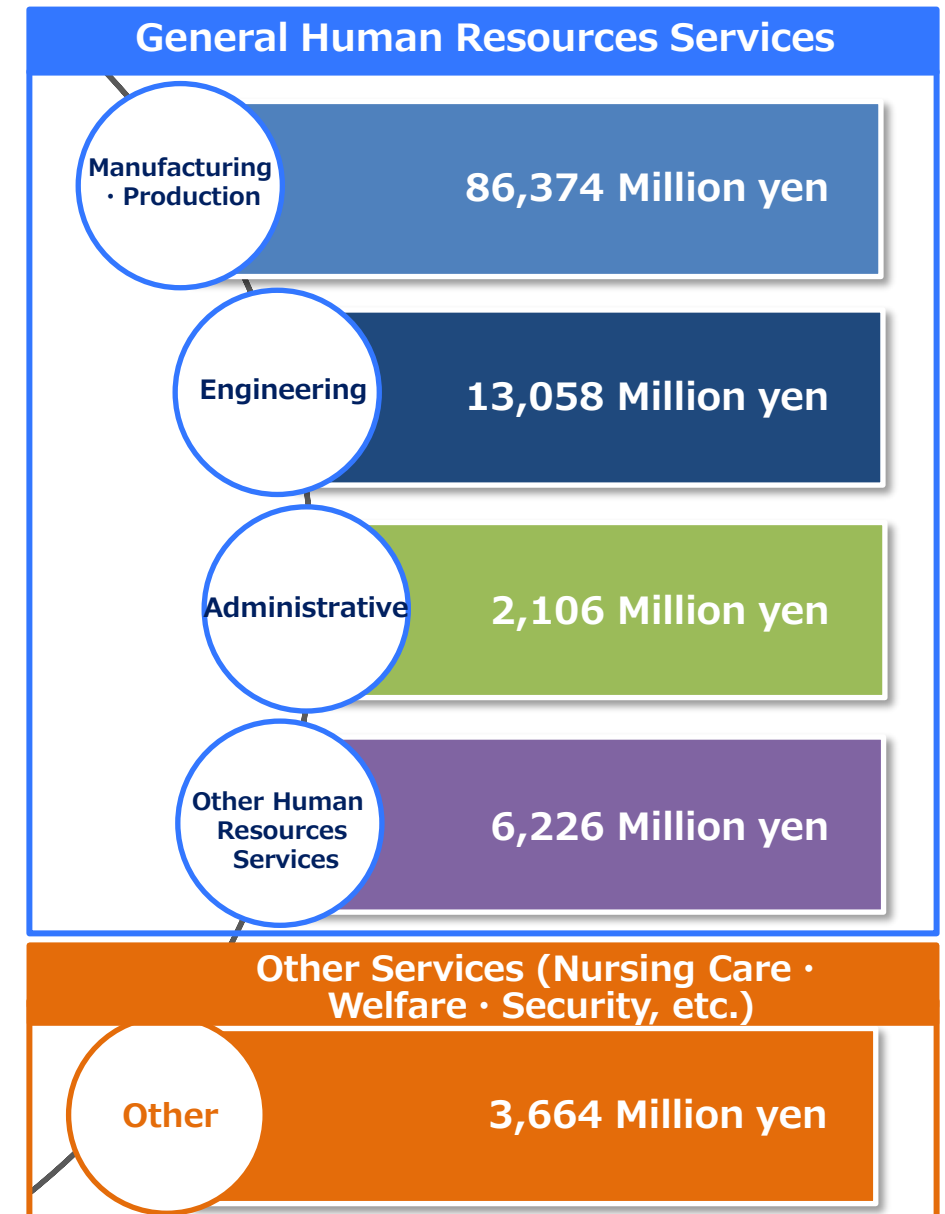 General Human Resources Services
Manufacturing
・Production
86,374 Million yen
Engineering
13,058 Million yen
Administrative
2,106 Million yen
Other Human
Resources
Services
6,226 Million yen
Other Services (Nursing Care・
Welfare・Security, etc.)
Other
3,664 Million yen